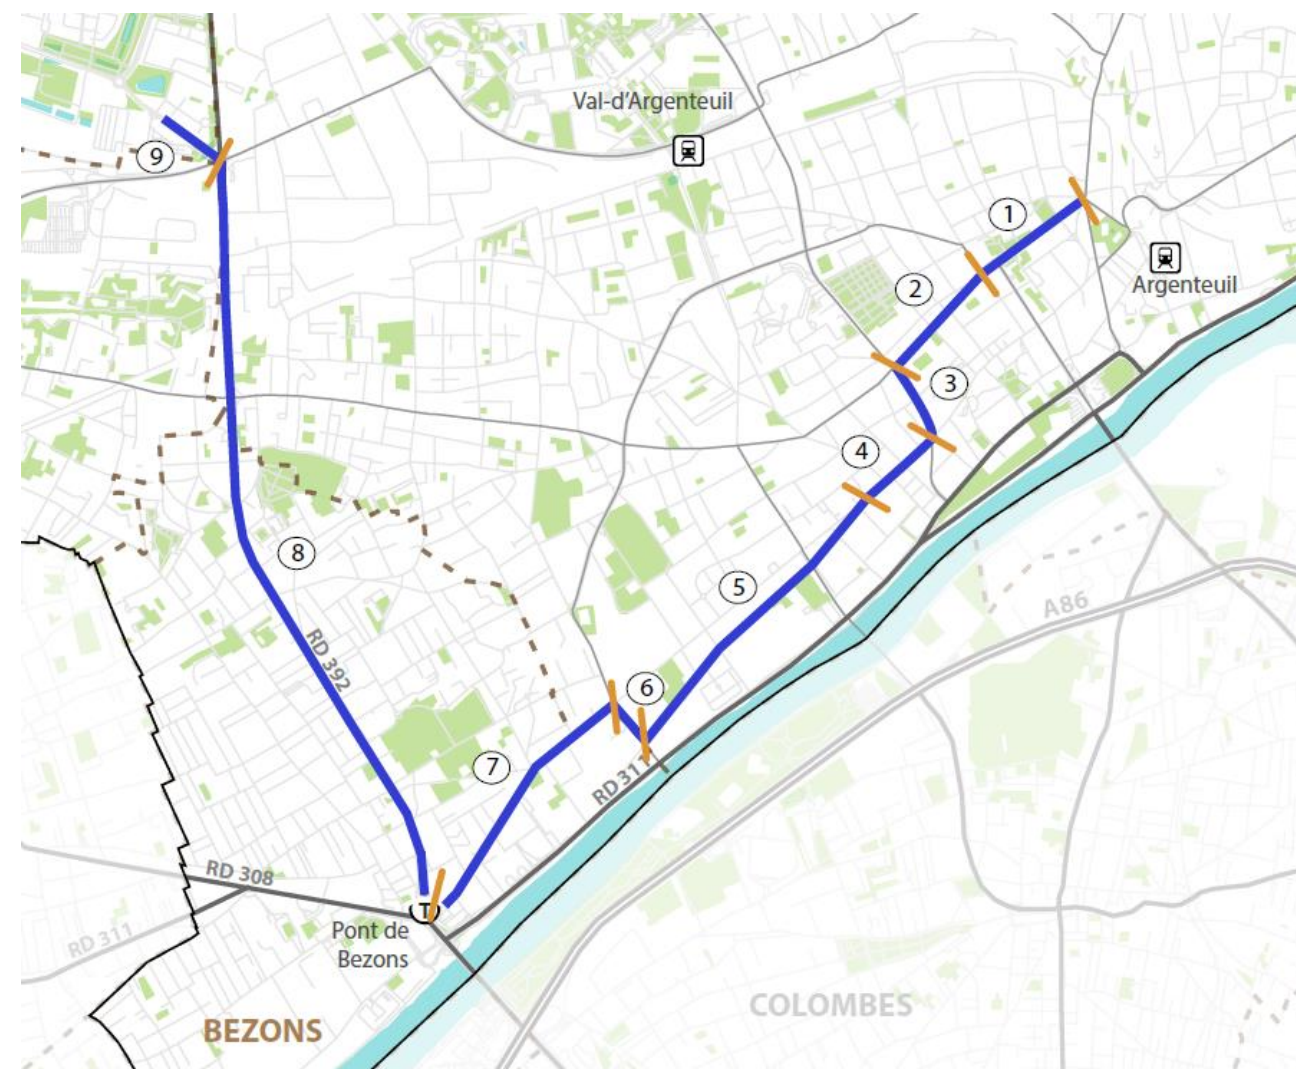 Val-d'Argenteuil
9
1
Argenteuil
2
3
4
8
5
A86
RD 392
6
7
RD 311
RD 308
T
Pont de
Bezons
RD 311
COLOMBES
BEZONS